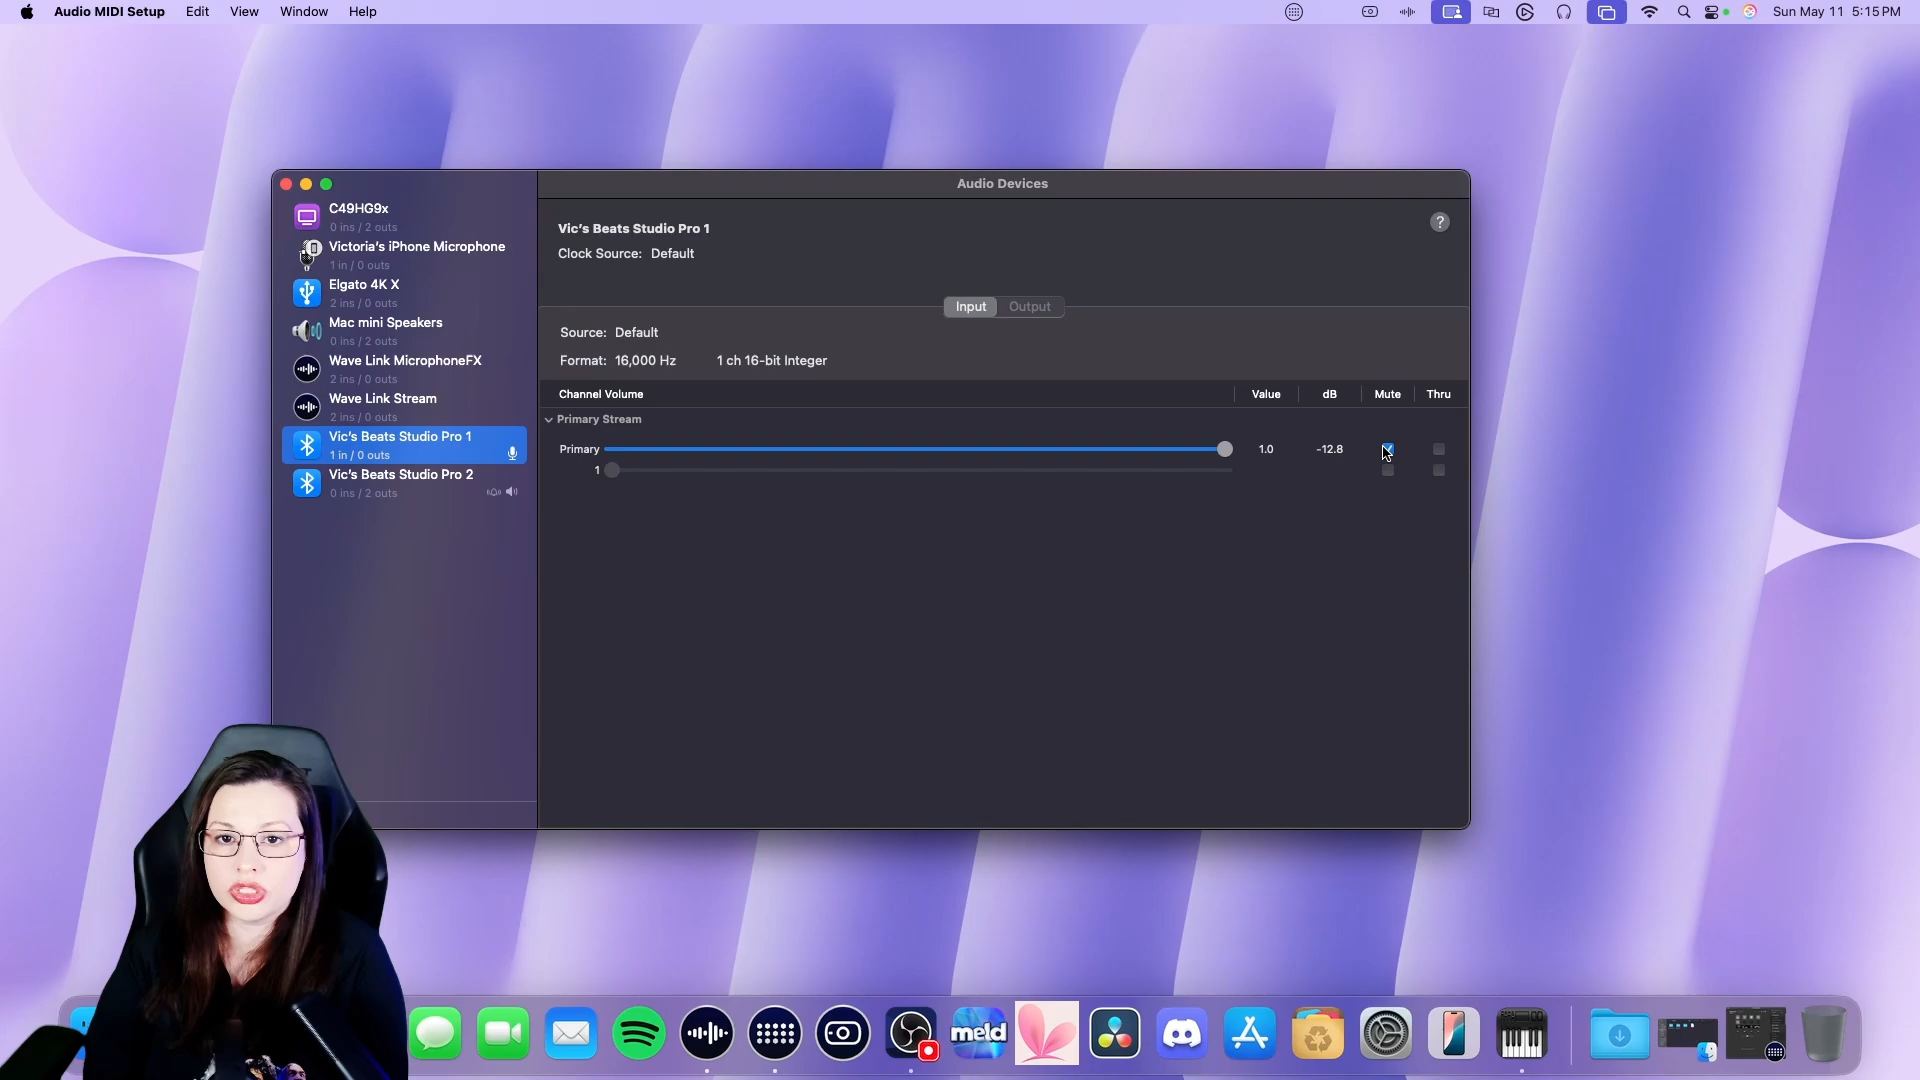 Audio MIDI Setup Edit View Window Help
Sun May 11 5:15 PM
Audio Devices
C49HG9x
0 ins / 2 outs
Victoria's iPhone Microphone
1 in / 0 outs
Elgato 4K X
2 ins / 0 outs
Mac mini Speakers
0 ins / 2 outs
Wave Link MicrophoneFX
2 ins / 0 outs
Wave Link Stream
2 ins / 0 outs
Vic's Beats Studio Pro 1
1 in / 0 outs
Vic's Beats Studio Pro 2
0 ins / 2 outs
Vic's Beats Studio Pro 1
?
Clock Source: Default
Input Output
Source: Default
Format: 16,000 Hz 1 ch 16-bit Integer
Channel Volume Value dB Mute Thru
Primary Stream
Primary 1.0 -12.8
1
meld